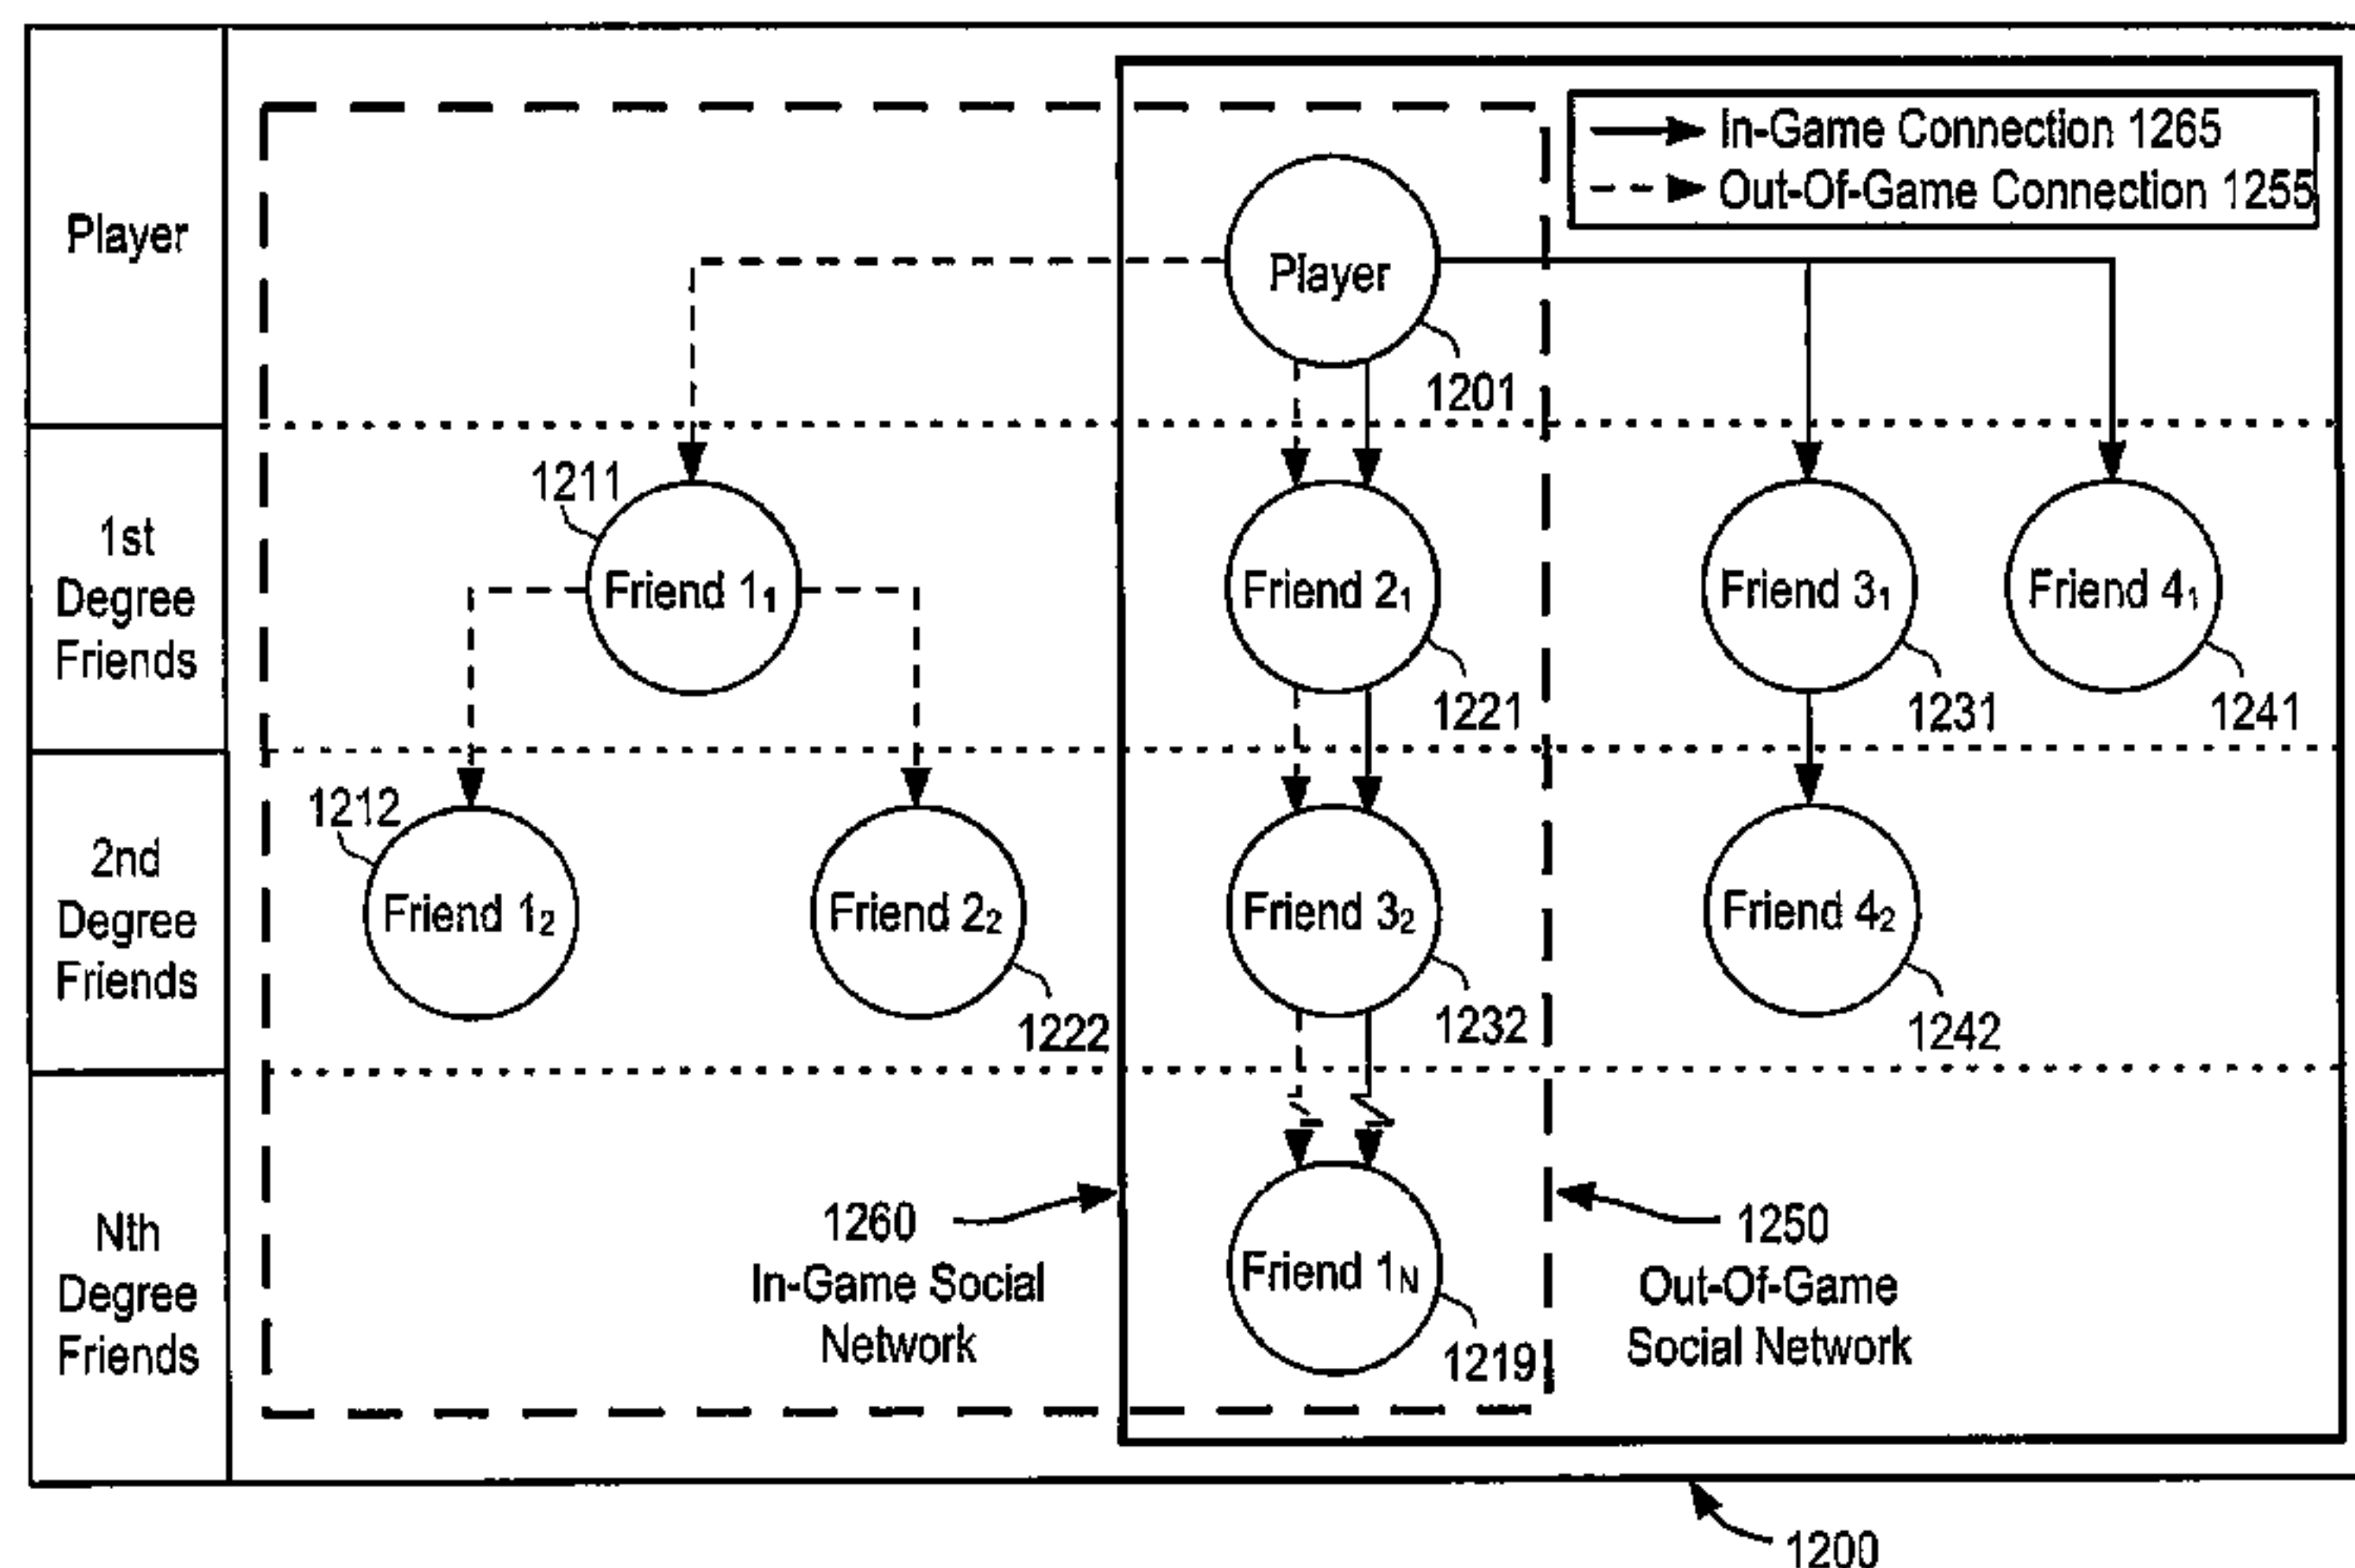 In-Game Connection 1265
Out-Of-Game Connection 1255
Player
Player
1201
1st
Degree
Friends
1211
Friend 1₁
Friend 2₁
Friend 3₁
Friend 4₁
1221
1231
1241
2nd
Degree
Friends
1212
Friend 1₂
Friend 2₂
Friend 3₂
Friend 4₂
1222
1232
1242
Nth
Degree
Friends
1260
In-Game Social
Network
Friend 1N
1219
1250
Out-Of-Game
Social Network
1200